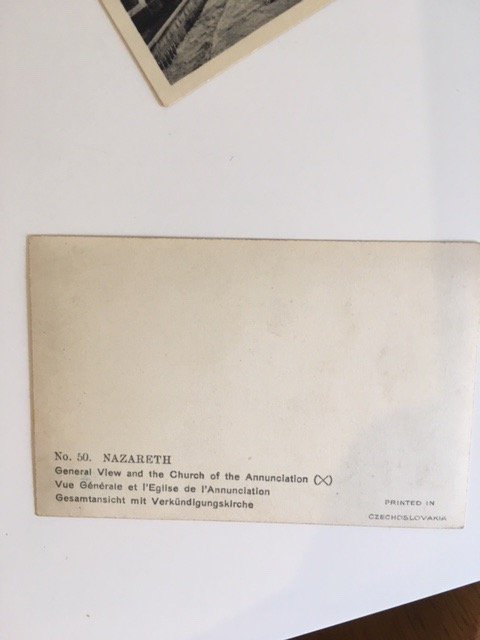 No. 50. NAZARETH
General View and the Church of the Annunciation (X)
Vue Générale et l'Eglise de l'Annunciation
Gesamtansicht mit Verkündigungskirche
PRINTED IN
CZECHOSLOVAKIA